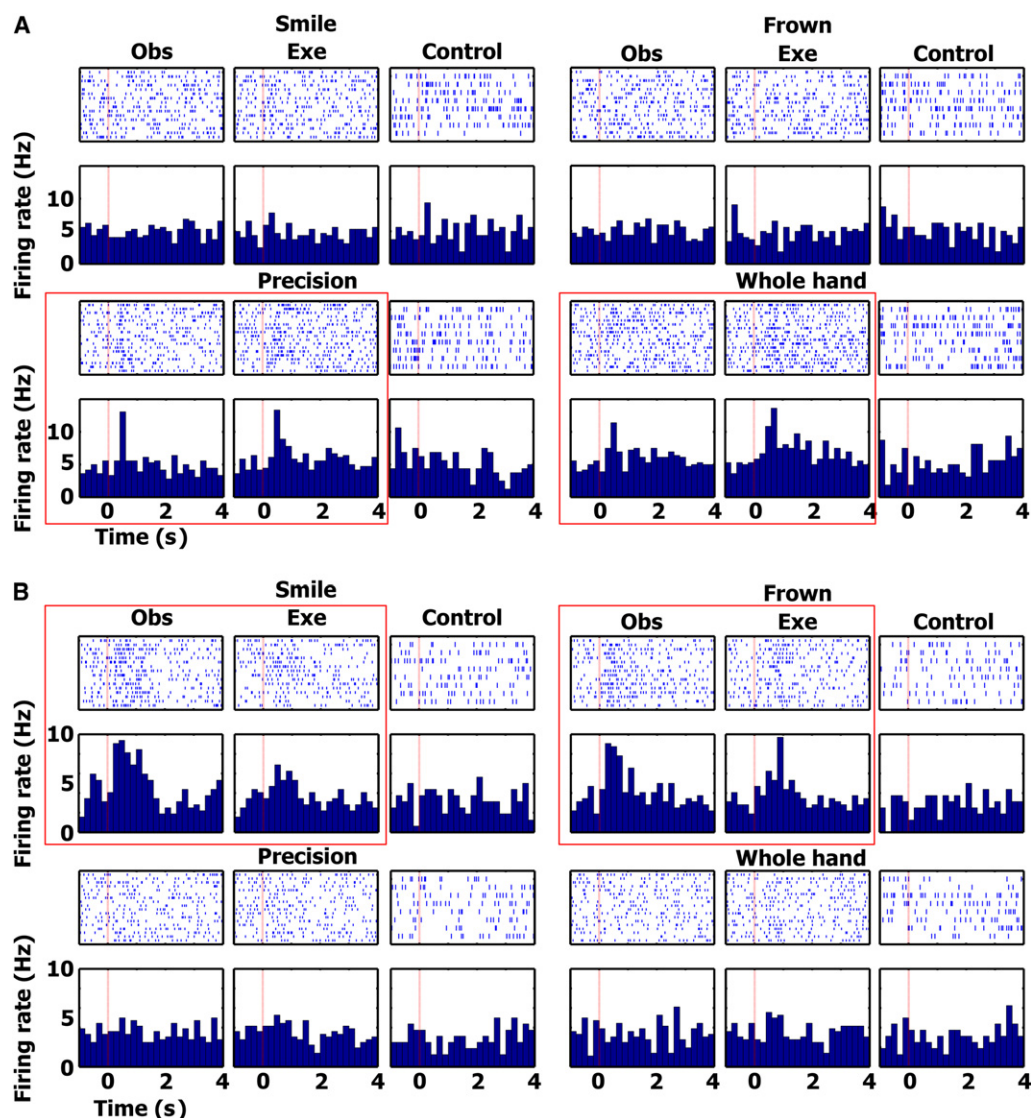 A
Smile
Frown
Obs Exe Control Obs Exe Control
Firing rate (Hz)
10
5
0
Precision
Whole hand
Firing rate (Hz)
10
5
0
0 2 4 0 2 4 0 2 4 0 2 4 0 2 4 0 2 4
Time (s)
B
Smile
Frown
Obs Exe Control Obs Exe Control
Firing rate (Hz)
10
5
0
Precision
Whole hand
Firing rate (Hz)
10
5
0
0 2 4 0 2 4 0 2 4 0 2 4 0 2 4 0 2 4
Time (s)